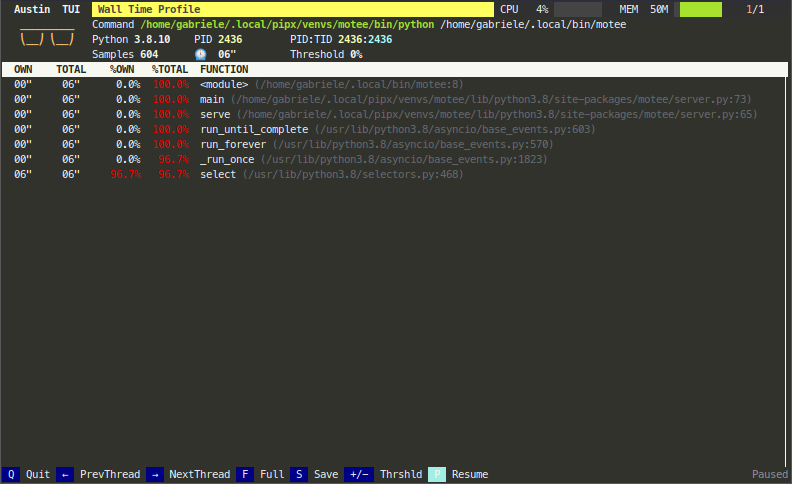 Austin TUI Wall Time Profile CPU 4% MEM 50M 1/1
Command /home/gabriele/.local/pipx/venvs/motee/bin/python /home/gabriele/.local/bin/motee
Python 3.8.10 PID 2436 PID:TID 2436:2436
Samples 604 06" Threshold 0%
OWN TOTAL %OWN %TOTAL FUNCTION
00" 06" 0.0% 100.0% <module> (/home/gabriele/.local/bin/motee:8)
00" 06" 0.0% 100.0% main (/home/gabriele/.local/pipx/venvs/motee/lib/python3.8/site-packages/motee/server.py:73)
00" 06" 0.0% 100.0% serve (/home/gabriele/.local/pipx/venvs/motee/lib/python3.8/site-packages/motee/server.py:65)
00" 06" 0.0% 100.0% run_until_complete (/usr/lib/python3.8/asyncio/base_events.py:603)
00" 06" 0.0% 100.0% run_forever (/usr/lib/python3.8/asyncio/base_events.py:570)
00" 06" 0.0% 96.7% _run_once (/usr/lib/python3.8/asyncio/base_events.py:1823)
06" 06" 96.7% 96.7% select (/usr/lib/python3.8/selectors.py:468)
Q Quit ← PrevThread → NextThread F Full S Save +/− Thrshld P Resume Paused